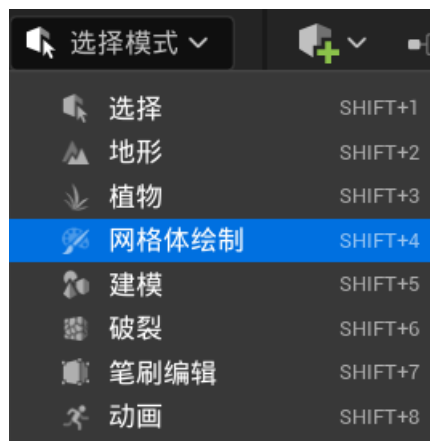 选择模式
选择 SHIFT+1
地形 SHIFT+2
植物 SHIFT+3
网格体绘制 SHIFT+4
建模 SHIFT+5
破裂 SHIFT+6
笔刷编辑 SHIFT+7
动画 SHIFT+8